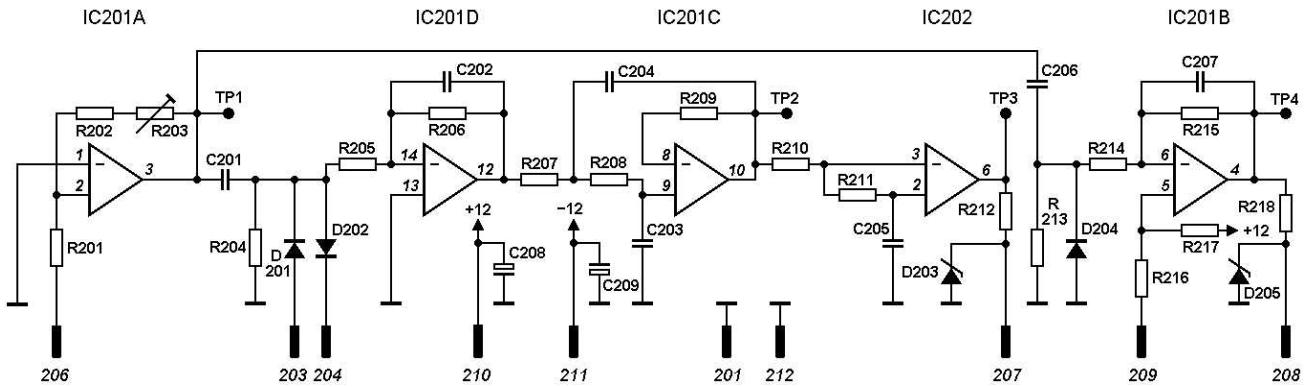 IC201A IC201D IC201C IC202 IC201B
C202 C204 C206 C207
TP1 R209 TP2 TP3 TP4
R202 R203 R206 R215
1 3 C201 R205 14 12 R207 R208 8 10 R210 3 6 R214 6 4
2 13 9 R211 2 5
R201 R204 D 201 D202 +12 −12 C203 C205 R212 R 213 D204 R217 +12 R218
C208 C209 D203 R216 D205
206 203 204 210 211 201 212 207 209 208